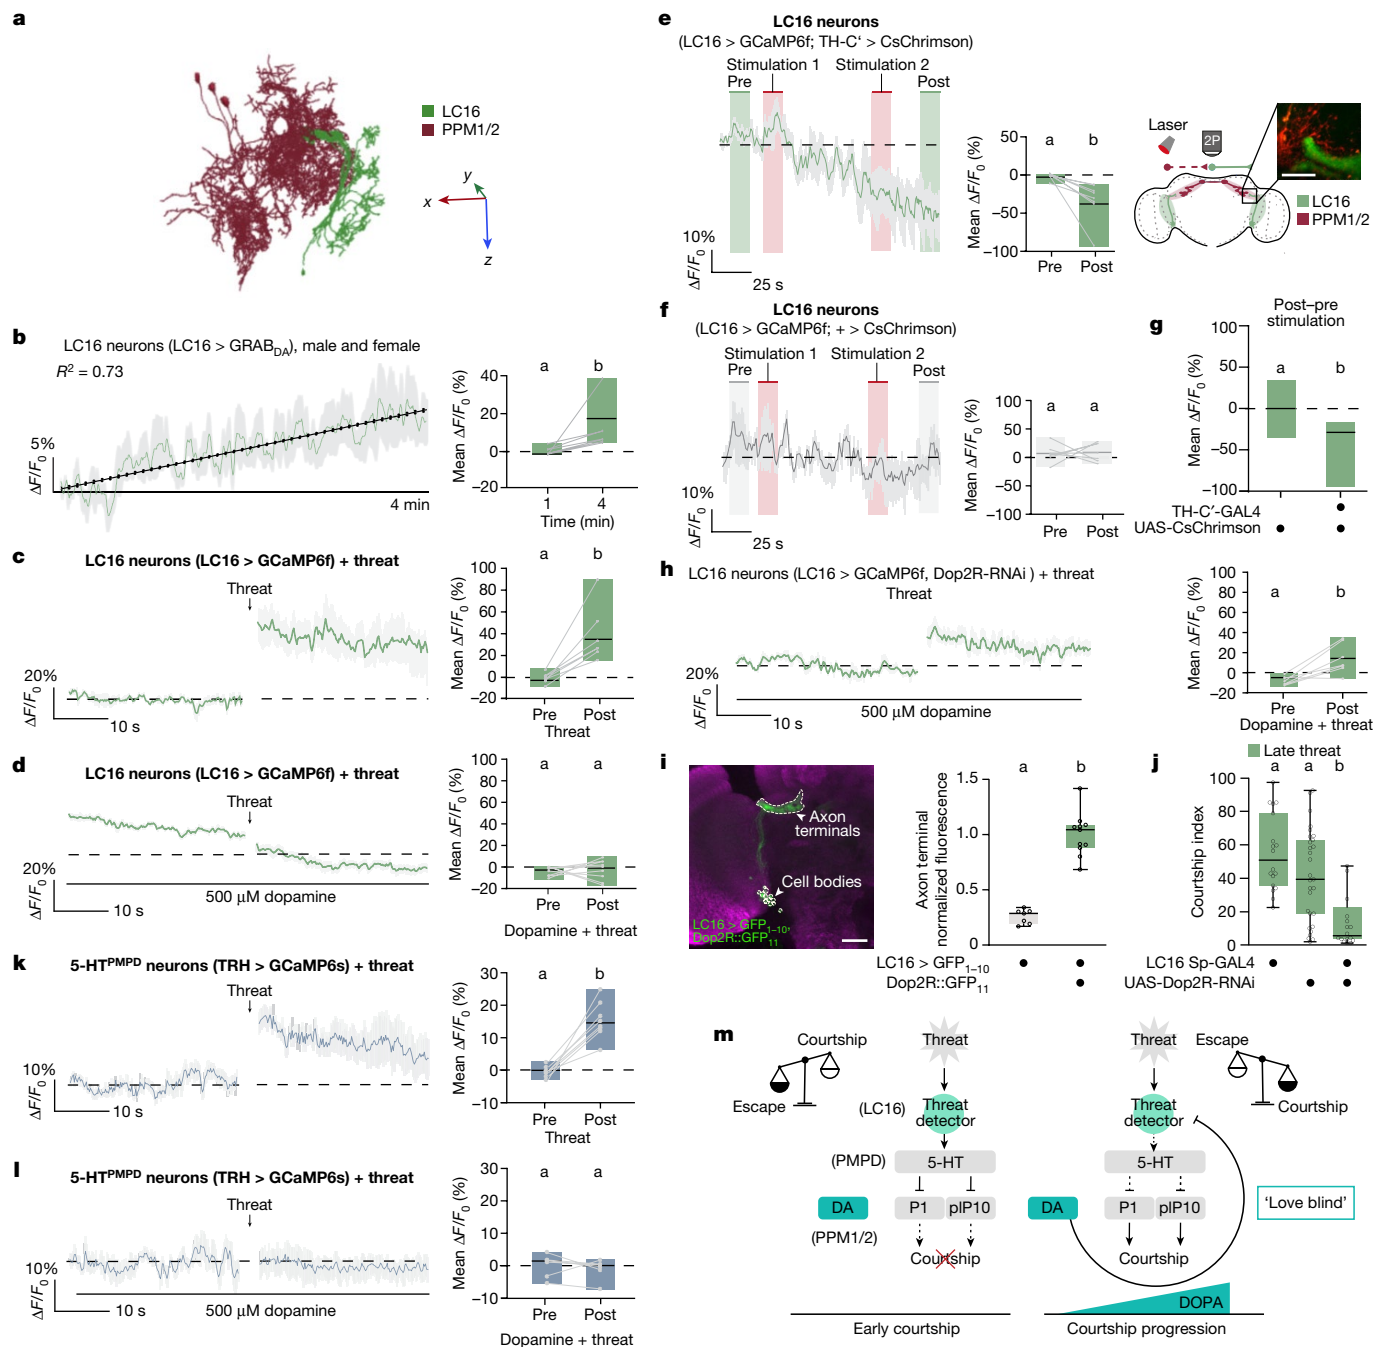 a
LC16
PPM1/2
x
y
z
b
LC16 neurons (LC16 > GRAB_DA), male and female
R² = 0.73
5%
ΔF/F₀
4 min
Mean ΔF/F₀ (%)
40
20
0
−20
a b
1 4
Time (min)
c
LC16 neurons (LC16 > GCaMP6f) + threat
Threat
20%
ΔF/F₀
10 s
Mean ΔF/F₀ (%)
100
80
60
40
20
0
−20
a b
Pre Post
Threat
d
LC16 neurons (LC16 > GCaMP6f) + threat
Threat
20%
ΔF/F₀
10 s
500 μM dopamine
Mean ΔF/F₀ (%)
100
80
60
40
20
0
−20
a a
Pre Post
Dopamine + threat
k
5-HT^PMPD neurons (TRH > GCaMP6s) + threat
Threat
10%
ΔF/F₀
10 s
Mean ΔF/F₀ (%)
30
20
10
0
−10
a b
Pre Post
Threat
l
5-HT^PMPD neurons (TRH > GCaMP6s) + threat
Threat
10%
ΔF/F₀
10 s
500 μM dopamine
Mean ΔF/F₀ (%)
30
20
10
0
−10
a a
Pre Post
Dopamine + threat
e
LC16 neurons
(LC16 > GCaMP6f; TH-C‘ > CsChrimson)
Stimulation 1 Stimulation 2
Pre Post
10%
ΔF/F₀
25 s
Mean ΔF/F₀ (%)
50
0
−50
−100
a b
Pre Post
Laser
2P
LC16
PPM1/2
f
LC16 neurons
(LC16 > GCaMP6f; + > CsChrimson)
Stimulation 1 Stimulation 2
Pre Post
10%
ΔF/F₀
25 s
Mean ΔF/F₀ (%)
100
50
0
−50
−100
a a
Pre Post
g
Post–pre
stimulation
Mean ΔF/F₀ (%)
100
50
0
−50
−100
a b
TH-C′-GAL4
UAS-CsChrimson
h
LC16 neurons (LC16 > GCaMP6f, Dop2R-RNAi ) + threat
Threat
20%
ΔF/F₀
10 s
500 μM dopamine
Mean ΔF/F₀ (%)
100
80
60
40
20
0
−20
a b
Pre Post
Dopamine + threat
i
Axon
terminals
Cell bodies
LC16 > GFP₁₋₁₀,
Dop2R::GFP₁₁
Axon terminal
normalized fluorescence
1.5
1.0
0.5
0
a b
LC16 > GFP₁₋₁₀
Dop2R::GFP₁₁
j
Late threat
Courtship index
100
80
60
40
20
0
a a b
LC16 Sp-GAL4
UAS-Dop2R-RNAi
m
Courtship
Escape
Threat
(LC16)
Threat
detector
(PMPD)
5-HT
DA
(PPM1/2)
P1 pIP10
Courtship
Early courtship
Threat
Escape
Courtship
Threat
detector
5-HT
DA
P1 pIP10
Courtship
‘Love blind’
DOPA
Courtship progression